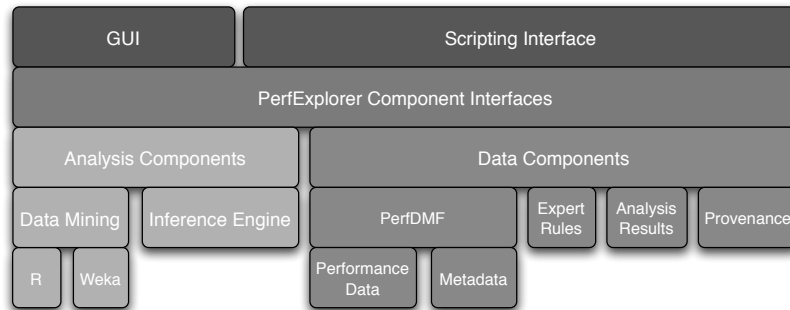 GUI
Scripting Interface
PerfExplorer Component Interfaces
Analysis Components
Data Components
Data Mining
Inference Engine
PerfDMF
Expert
Rules
Analysis
Results
Provenance
R
Weka
Performance
Data
Metadata